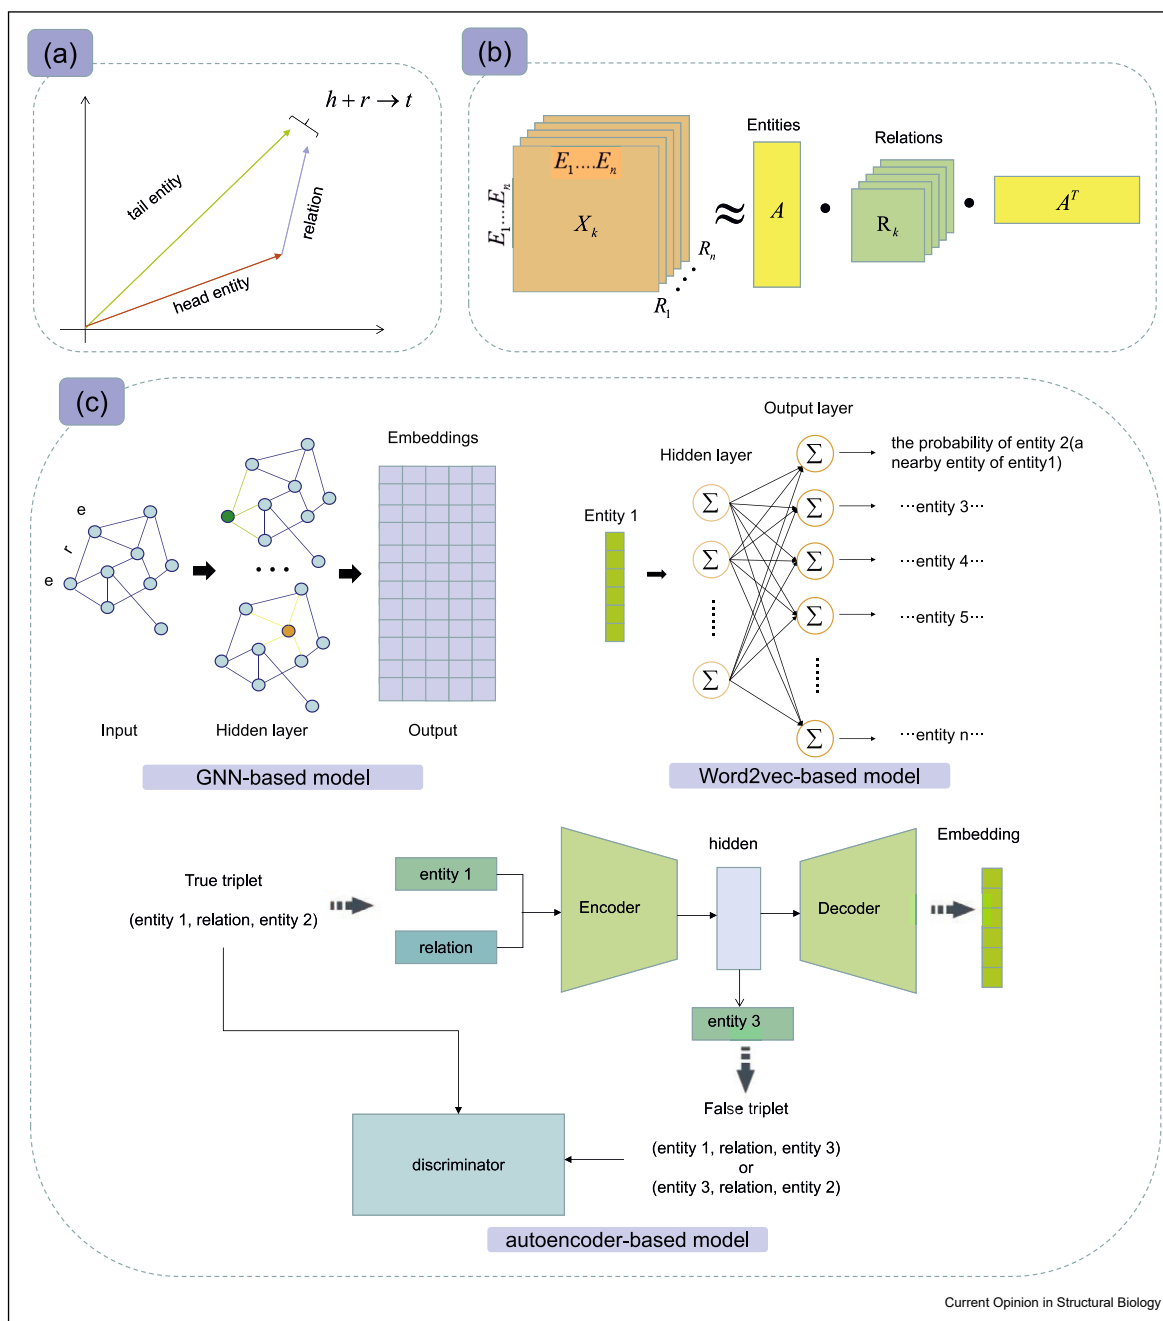 (a)
h + r → t
tail entity
relation
head entity
(b)
E₁....Eₙ
E₁....Eₙ
Xₖ
R₁
Rₙ
≈
Entities
A
•
Relations
Rₖ
•
Aᵀ
(c)
e
r
e
Input
Hidden layer
Embeddings
Output
GNN-based model
Entity 1
Hidden layer
Σ
Σ
Σ
Output layer
Σ
Σ
Σ
Σ
Σ
the probability of entity 2(a
nearby entity of entity1)
···entity 3···
···entity 4···
···entity 5···
···entity n···
Word2vec-based model
True triplet
(entity 1, relation, entity 2)
entity 1
relation
Encoder
hidden
Decoder
Embedding
entity 3
False triplet
(entity 1, relation, entity 3)
or
(entity 3, relation, entity 2)
discriminator
autoencoder-based model
Current Opinion in Structural Biology